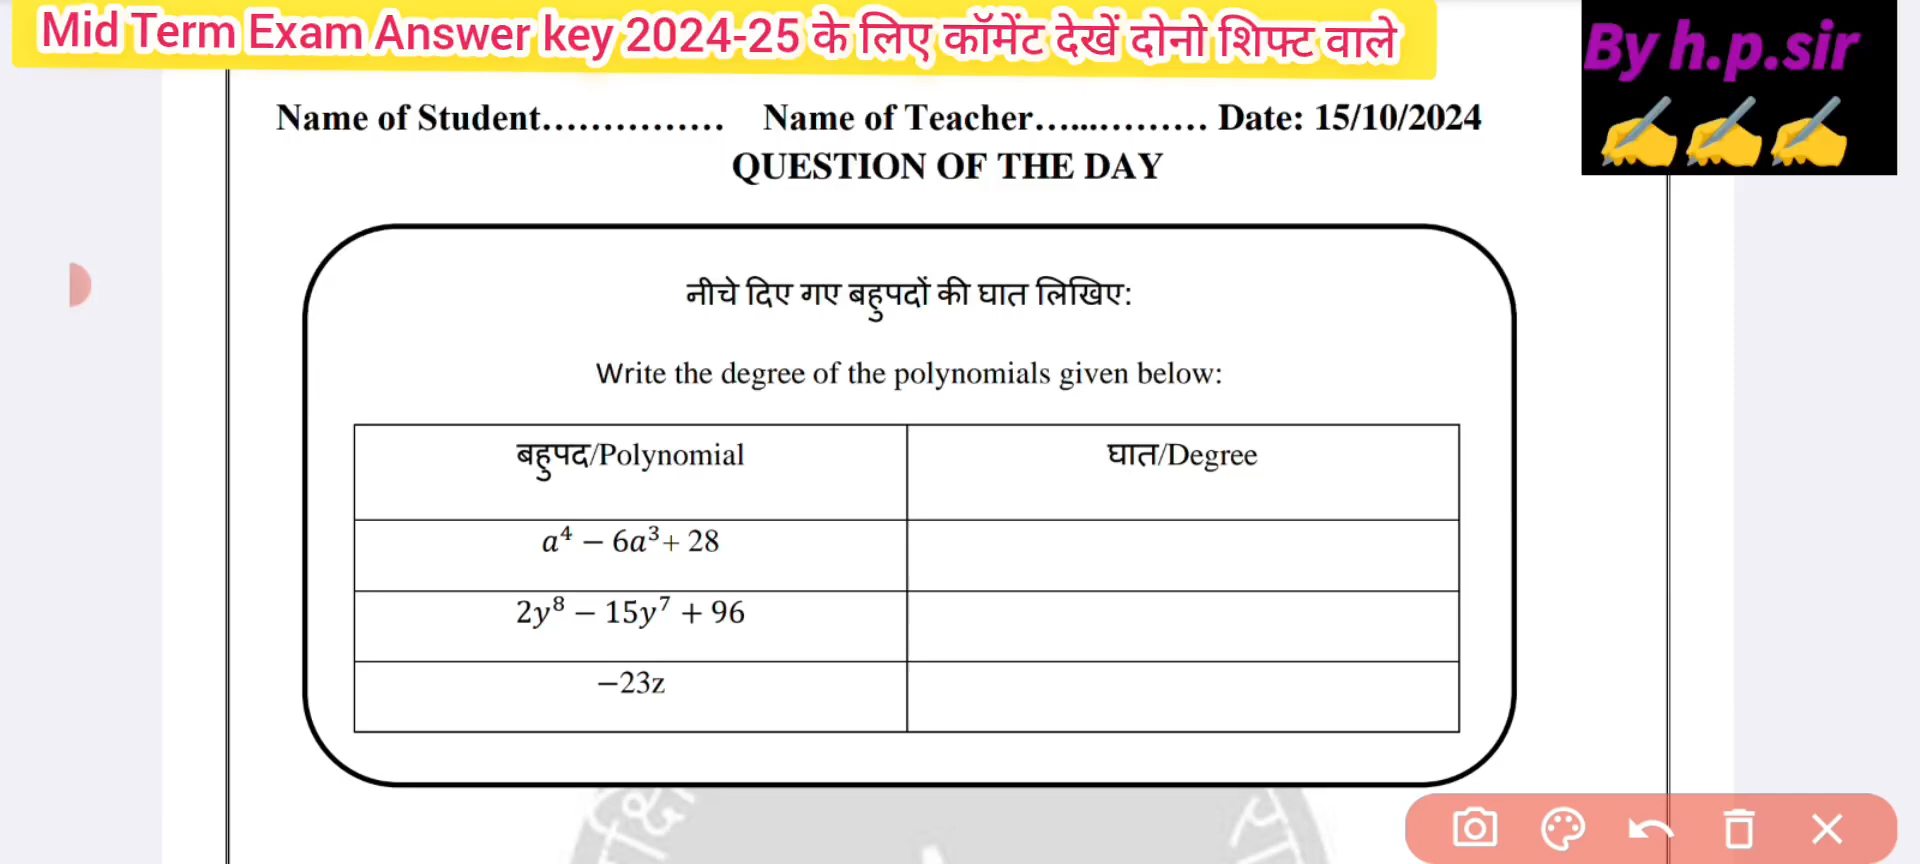 Mid Term Exam Answer key 2024-25 के लिए कॉमेंट देखें दोनो शिफ्ट वाले
By h.p.sir
Name of Student............... Name of Teacher…...……… Date: 15/10/2024
QUESTION OF THE DAY
नीचे दिए गए बहुपदों की घात लिखिए:
Write the degree of the polynomials given below:
बहुपद/Polynomial घात/Degree
a⁴ − 6a³+ 28
2y⁸ − 15y⁷ + 96
−23z